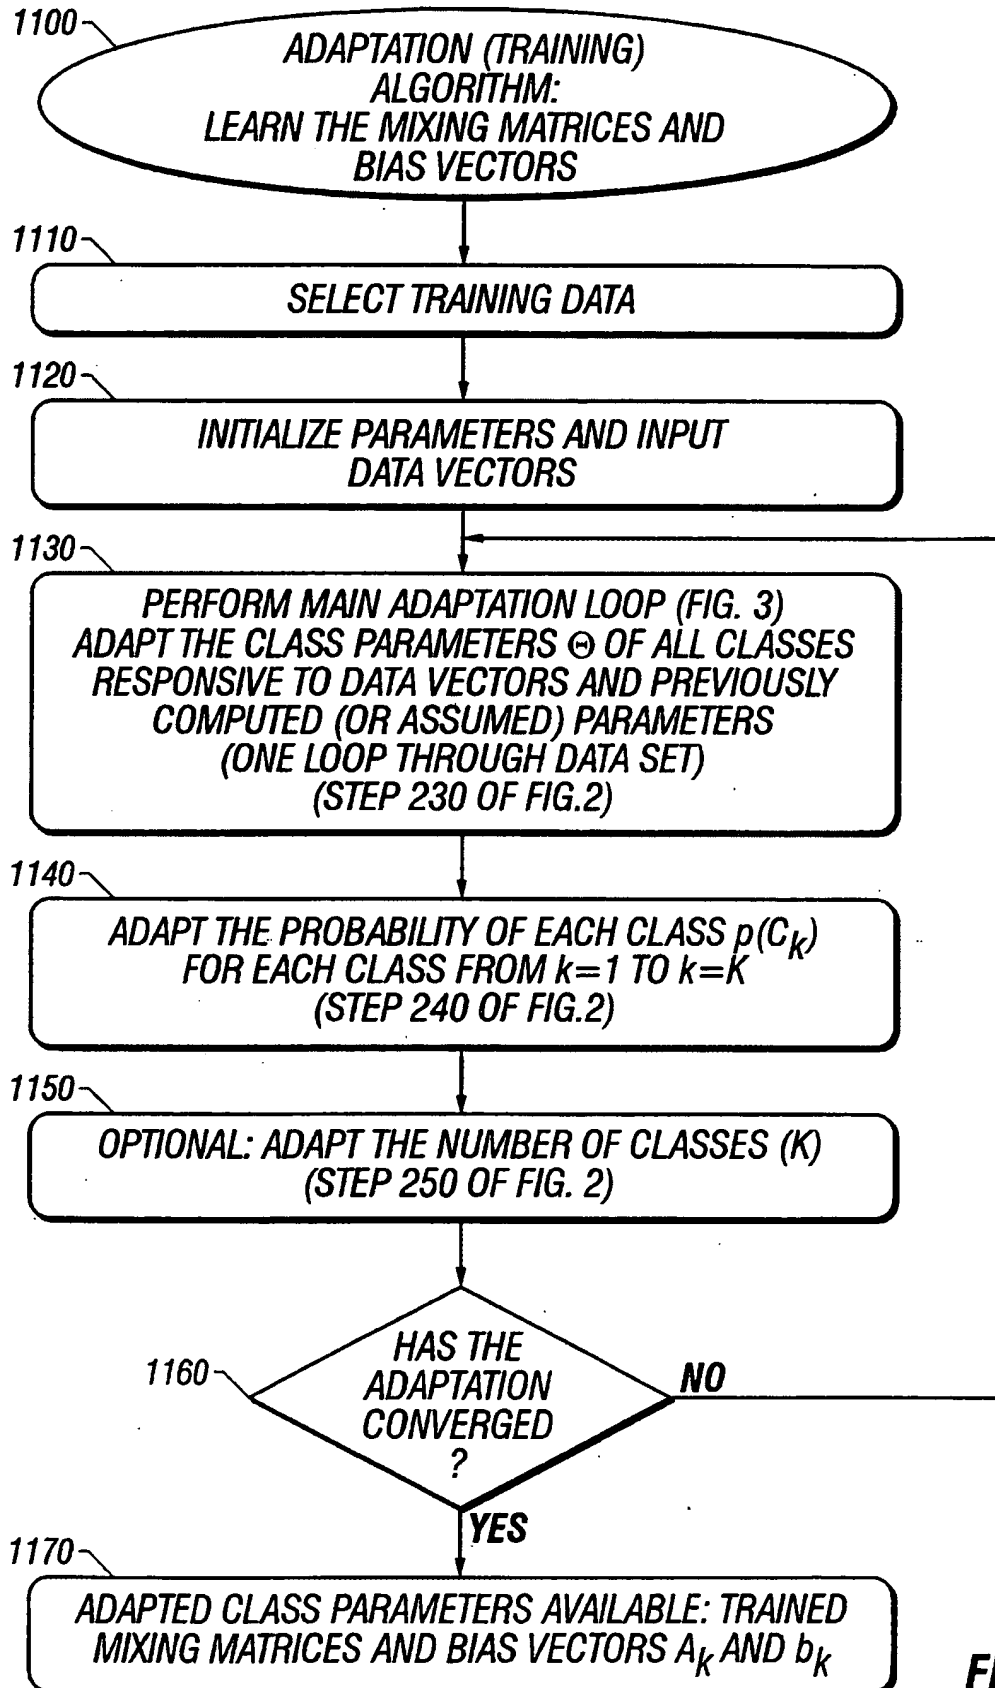 1100
ADAPTATION (TRAINING)
ALGORITHM:
LEARN THE MIXING MATRICES AND
BIAS VECTORS
1110
SELECT TRAINING DATA
1120
INITIALIZE PARAMETERS AND INPUT
DATA VECTORS
1130
PERFORM MAIN ADAPTATION LOOP (FIG. 3)
ADAPT THE CLASS PARAMETERS Θ OF ALL CLASSES
RESPONSIVE TO DATA VECTORS AND PREVIOUSLY
COMPUTED (OR ASSUMED) PARAMETERS
(ONE LOOP THROUGH DATA SET)
(STEP 230 OF FIG.2)
1140
ADAPT THE PROBABILITY OF EACH CLASS p(Ck)
FOR EACH CLASS FROM k=1 TO k=K
(STEP 240 OF FIG.2)
1150
OPTIONAL: ADAPT THE NUMBER OF CLASSES (K)
(STEP 250 OF FIG. 2)
1160
HAS THE
ADAPTATION
CONVERGED
?
NO
YES
1170
ADAPTED CLASS PARAMETERS AVAILABLE: TRAINED
MIXING MATRICES AND BIAS VECTORS Ak AND bk